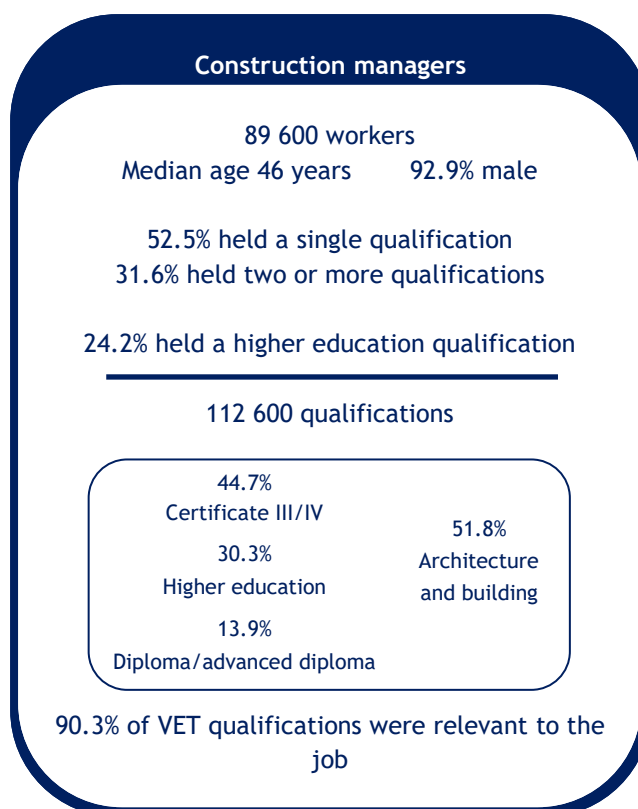 Construction managers
89 600 workers
Median age 46 years 92.9% male
52.5% held a single qualification
31.6% held two or more qualifications
24.2% held a higher education qualification
112 600 qualifications
44.7%
Certificate III/IV
30.3%
Higher education
13.9%
Diploma/advanced diploma
51.8%
Architecture
and building
90.3% of VET qualifications were relevant to the
job